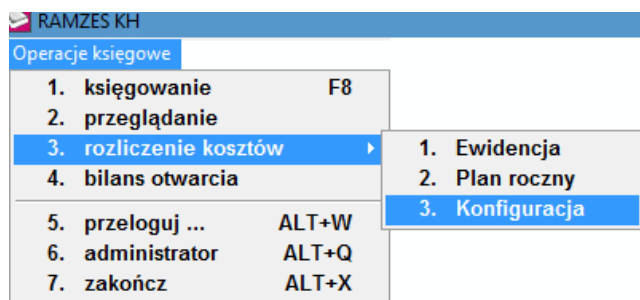 RAMZES KH
Operacje księgowe
1. księgowanie F8
2. przeglądanie
3. rozliczenie kosztów
4. bilans otwarcia
5. przeloguj ... ALT+W
6. administrator ALT+Q
7. zakończ ALT+X
1. Ewidencja
2. Plan roczny
3. Konfiguracja